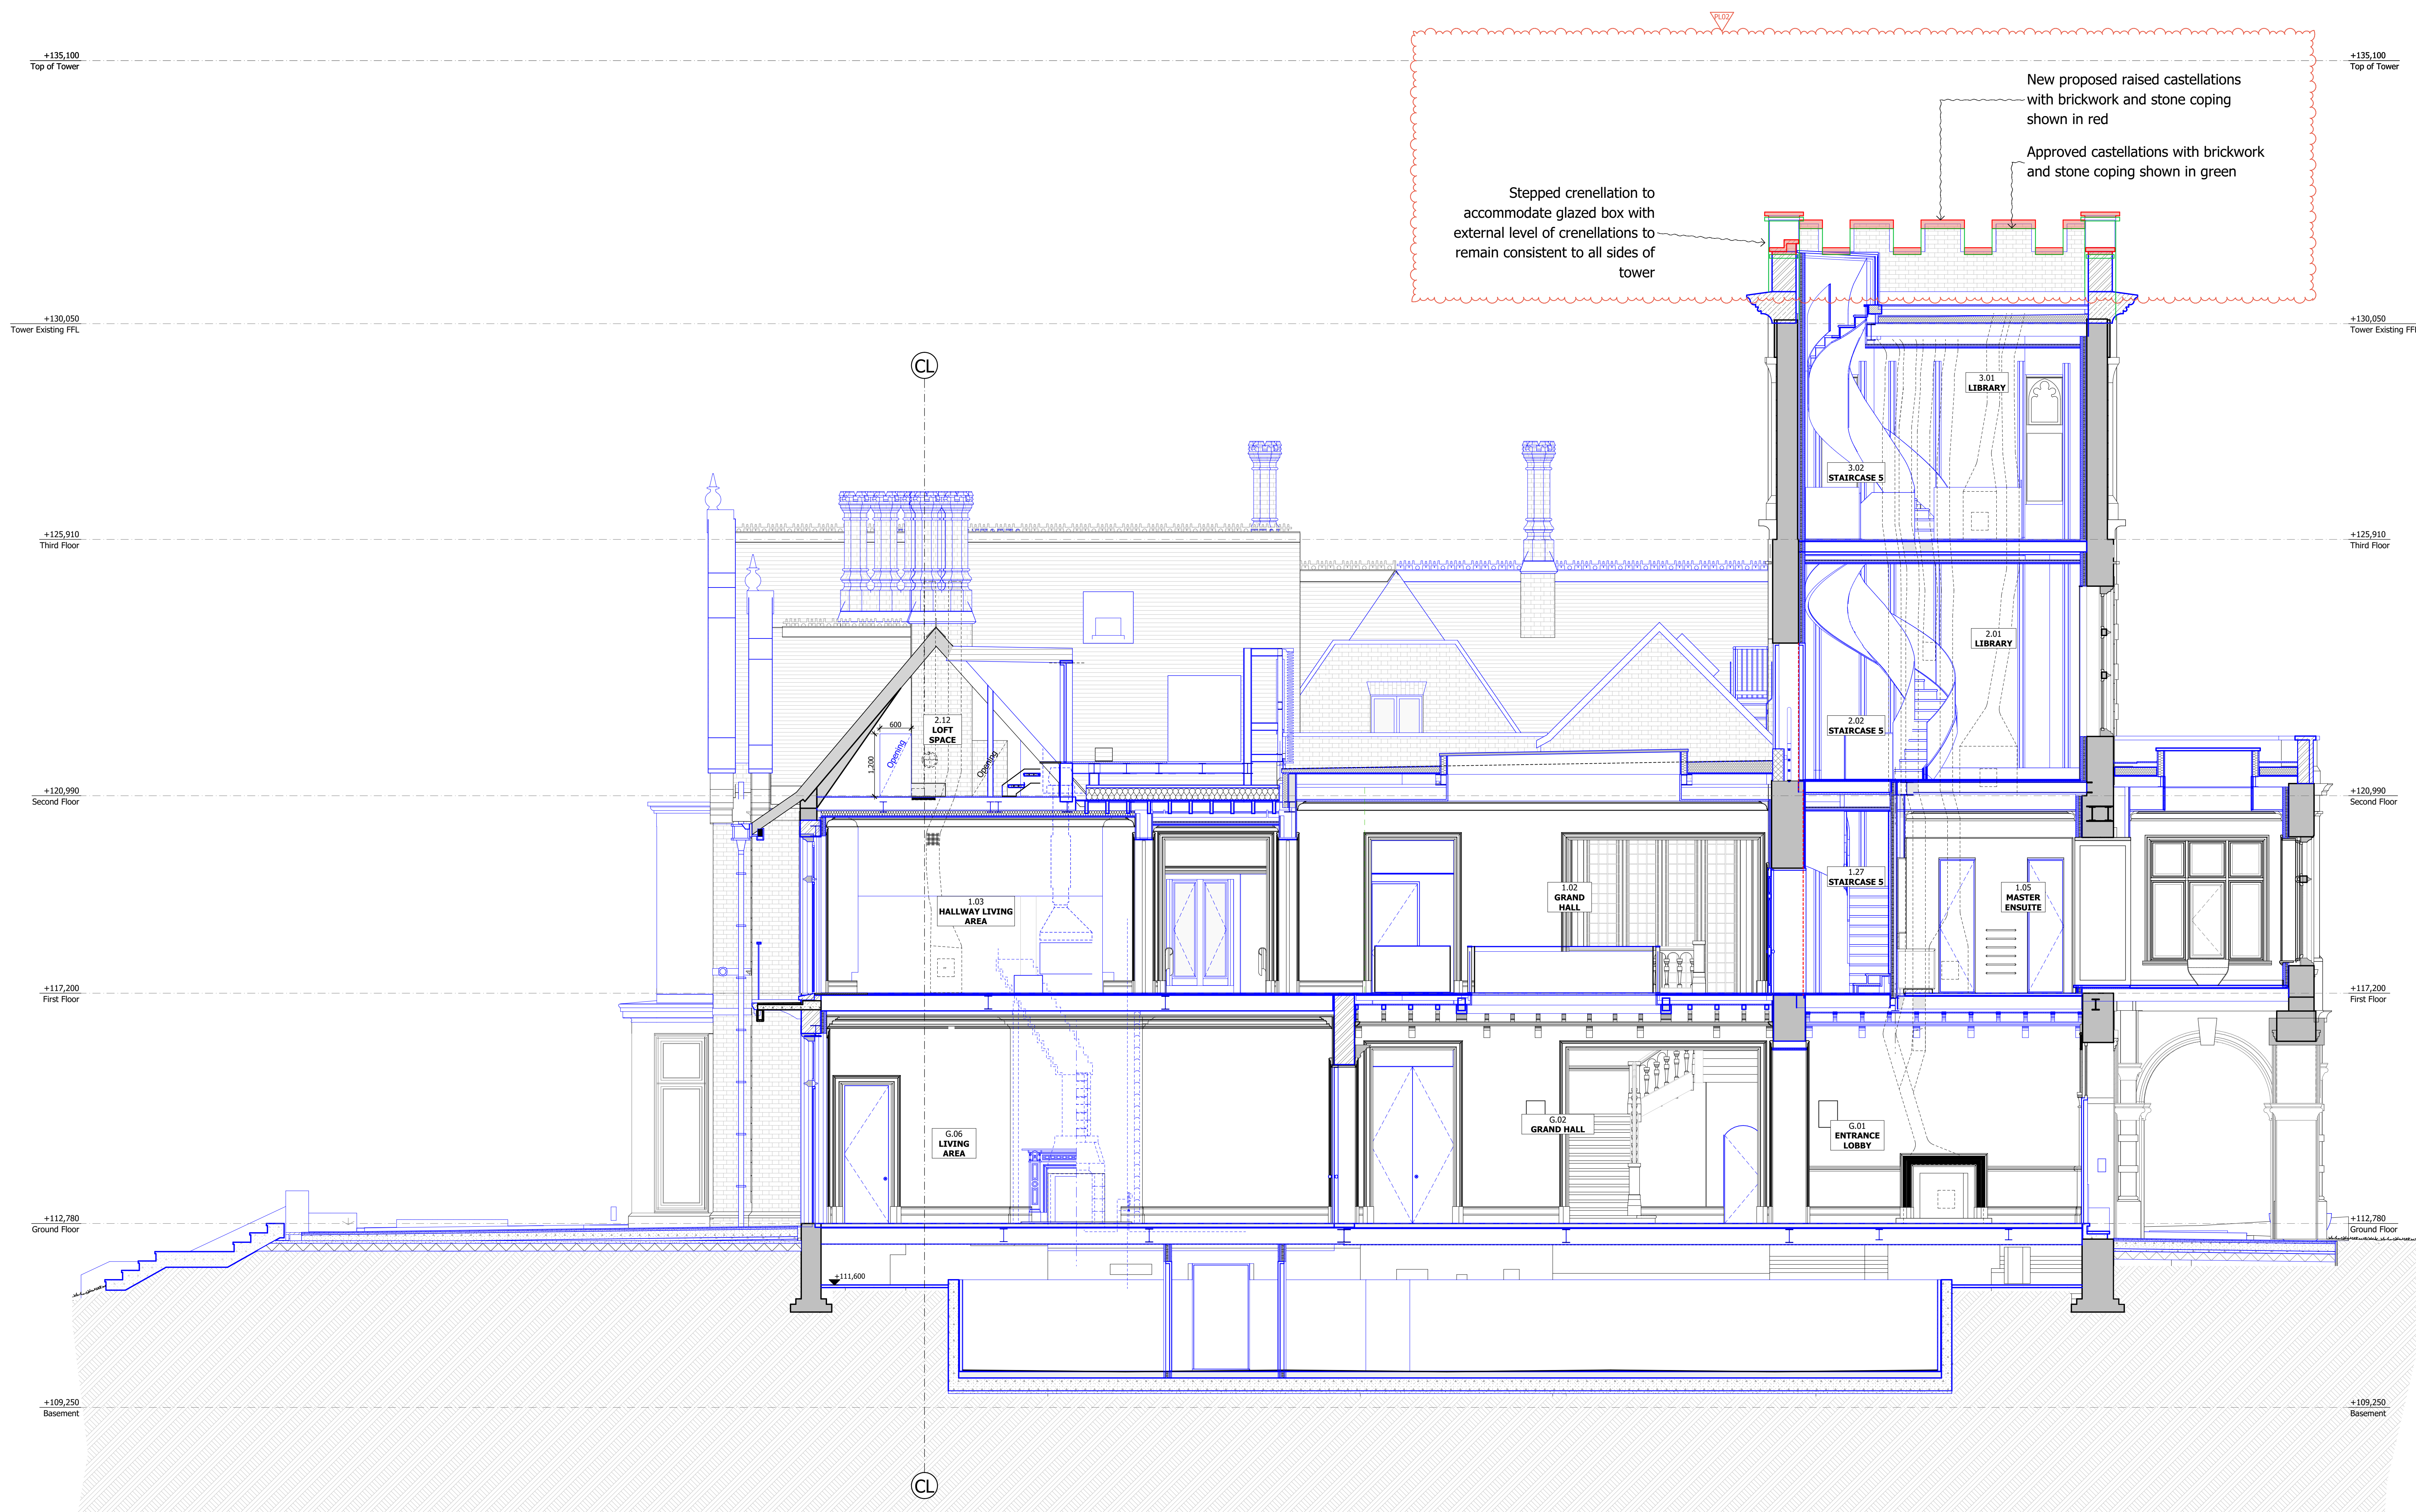 PL02
+135,100
Top of Tower
+135,100
Top of Tower
New proposed raised castellations
with brickwork and stone coping
shown in red
Approved castellations with brickwork
and stone coping shown in green
Stepped crenellation to
accommodate glazed box with
external level of crenellations to
remain consistent to all sides of
tower
+130,050
Tower Existing FFL
+130,050
Tower Existing FFL
CL
3.01
LIBRARY
3.02
STAIRCASE 5
+125,910
Third Floor
+125,910
Third Floor
2.01
LIBRARY
2.12
LOFT
SPACE
600
1,200
Opening
Opening
2.02
STAIRCASE 5
+120,990
Second Floor
+120,990
Second Floor
1.03
HALLWAY LIVING
AREA
1.02
GRAND
HALL
1.27
STAIRCASE 5
1.05
MASTER
ENSUITE
+117,200
First Floor
+117,200
First Floor
G.06
LIVING
AREA
G.02
GRAND HALL
G.01
ENTRANCE
LOBBY
+112,780
Ground Floor
+112,780
Ground Floor
+111,600
+109,250
Basement
+109,250
Basement
CL